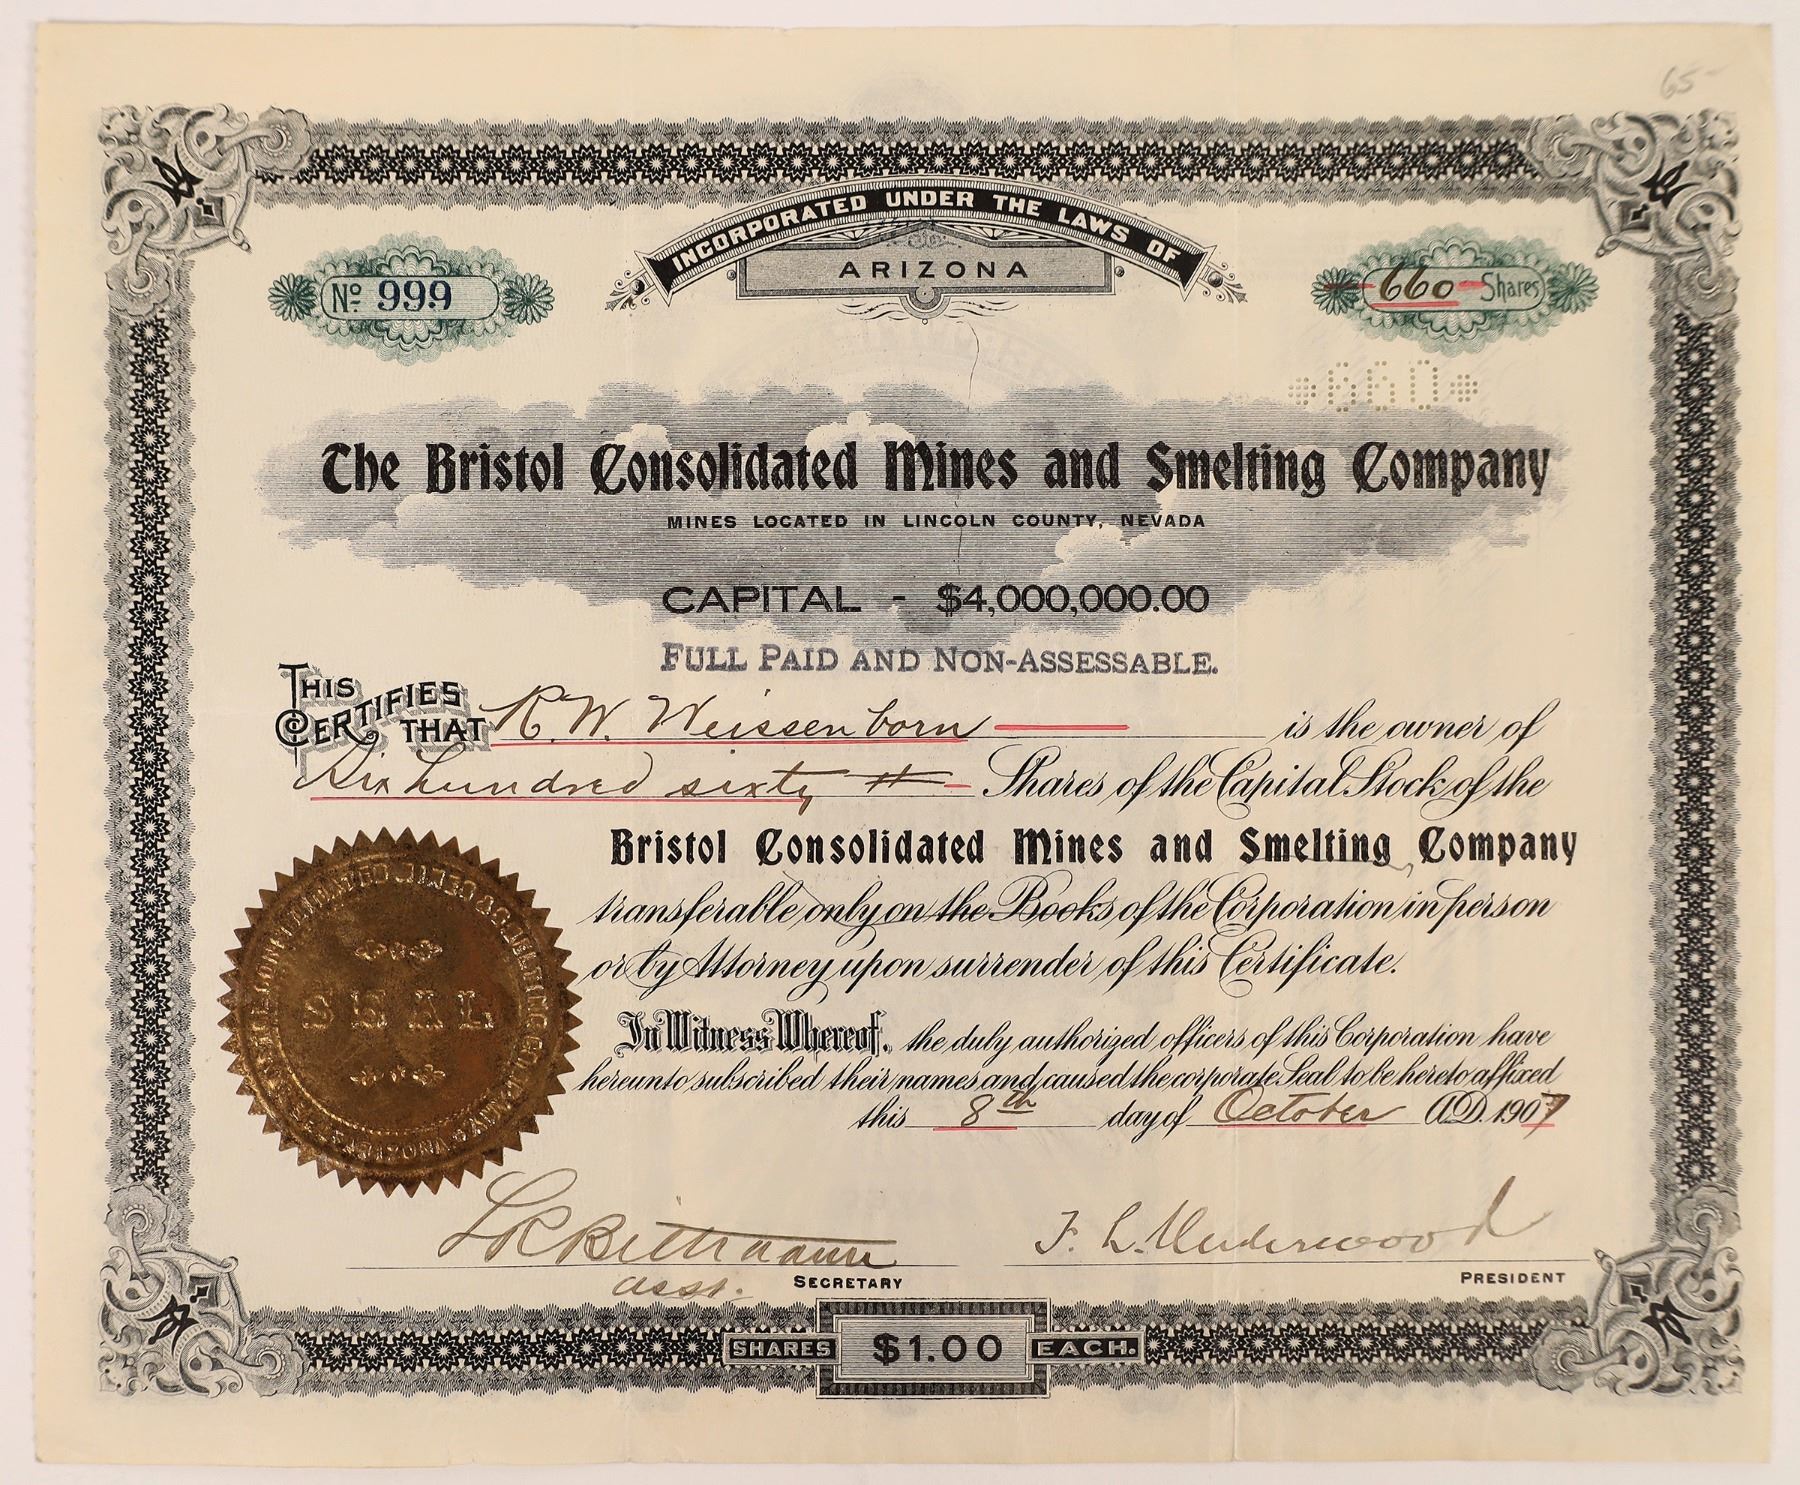 65-
INCORPORATED UNDER THE LAWS OF
ARIZONA
No. 999
660 Shares
*660*
The Bristol Consolidated Mines and Smelting Company
MINES LOCATED IN LINCOLN COUNTY, NEVADA
CAPITAL - $4,000,000.00
FULL PAID AND NON-ASSESSABLE.
THIS CERTIFIES THAT R. W. Weissenborn is the owner of
Six hundred sixty Shares of the Capital Stock of the
Bristol Consolidated Mines and Smelting Company
transferable only on the Books of the Corporation in person
or by Attorney upon surrender of this Certificate.
In Witness Whereof, the duly authorized officers of this Corporation have
hereunto subscribed their names and caused the corporate Seal to be hereto affixed
this 8th day of October A.D. 1907
SEAL
F. L. Underwood
asst. SECRETARY
PRESIDENT
SHARES $1.00 EACH.